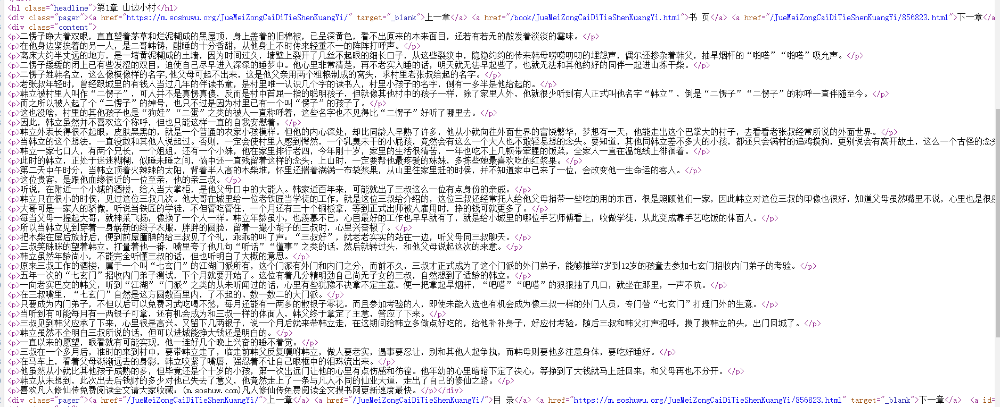 <h1 class="headline">第1章 山边小村</h1>
<div class="pager"><a href="https://m.soshuwu.org/JueMeiZongCaiDiTieShenKuangYi/" target="_blank">上一章</a> <a href="/book/JueMeiZongCaiDiTieShenKuangYi.html">书 页</a> <a href="/JueMeiZongCaiDiTieShenKuangYi/856823.html">下一章</a
<div class="content">
<p>二愣子睁大着双眼，直直望着茅草和烂泥糊成的黑屋顶，身上盖着的旧棉被，已呈深黄色，看不出原来的本来面目，还若有若无的散发着淡淡的霉味。</p>
<p>在他身边紧挨着的另一人，是二哥韩铸，酣睡的十分香甜，从他身上不时传来轻重不一的阵阵打呼声。</p>
<p>离床大约半丈远的地方，是一堵黄泥糊成的土墙，因为时间过久，墙壁上裂开了几丝不起眼的细长口子，从这些裂纹中，隐隐约约的传来韩母唠唠叨叨的埋怨声，偶尔还掺杂着韩父，抽旱烟杆的“啪嗒”“啪嗒”吸允声。</p>
<p>二愣子缓缓的闭上已有些发涩的双目，迫使自己尽早进入深深的睡梦中。他心里非常清楚，再不老实入睡的话，明天就无法早起些了，也就无法和其他约好的同伴一起进山拣干柴。</p>
<p>二愣子姓韩名立，这么像模像样的名字,他父母可起不出来，这是他父亲用两个粗粮制成的窝头，求村里老张叔给起的名字。</p>
<p>老张叔年轻时，曾经跟城里的有钱人当过几年的伴读书童，是村里唯一认识几个字的读书人，村里小孩子的名字，倒有一多半是他给起的。</p>
<p>韩立被村里人叫作“二愣子”，可人并不是真愣真傻，反而是村中首屈一指的聪明孩子，但就像其他村中的孩子一样，除了家里人外，他就很少听到有人正式叫他名字“韩立”，倒是“二愣子”“二愣子”的称呼一直伴随至今。</p>
<p>而之所以被人起了个“二愣子”的绰号，也只不过是因为村里已有一个叫“愣子”的孩子了。</p>
<p>这也没啥，村里的其他孩子也是“狗娃”“二蛋”之类的被人一直称呼着，这些名字也不见得比“二愣子”好听了哪里去。</p>
<p>因此，韩立虽然并不喜欢这个称呼，但也只能这样一直的自我安慰着。</p>
<p>韩立外表长得很不起眼，皮肤黑黑的，就是一个普通的农家小孩模样。但他的内心深处，却比同龄人早熟了许多，他从小就向往外面世界的富饶繁华，梦想有一天，他能走出这个巴掌大的村子，去看看老张叔经常所说的外面世界。</p>
<p>当韩立的这个想法，一直没敢和其他人说起过。否则，一定会使村里人感到愕然，一个乳臭未干的小屁孩，竟然会有这么一个大人也不敢轻易想的念头。要知道，其他同韩立差不多大的小孩，都还只会满村的追鸡摸狗，更别说会有离开故土，这么一个古怪的念
<p>韩立一家七口人，有两个兄长，一个姐姐，还有一个小妹，他在家里排行老四，今年刚十岁，家里的生活很清苦，一年也吃不上几顿带荤腥的饭菜，全家人一直在温饱线上徘徊着。</p>
<p>此时的韩立，正处于迷迷糊糊，似睡未睡之间，恼中还一直残留着这样的念头：上山时，一定要帮他最疼爱的妹妹，多拣些她最喜欢吃的红浆果。</p>
<p>第二天中午时分，当韩立顶着火辣辣的太阳，背着半人高的木柴堆，怀里还揣着满满一布袋浆果，从山里往家里赶的时侯，并不知道家中已来了一位，会改变他一生命运的客人。</p>
<p>这位贵客，是跟他血缘很近的一位至亲，他的亲三叔。</p>
<p>听说，在附近一个小城的酒楼，给人当大掌柜，是他父母口中的大能人。韩家近百年来，可能就出了三叔这么一位有点身份的亲戚。</p>
<p>韩立只在很小的时侯，见过这位三叔几次。他大哥在城里给一位老铁匠当学徒的工作，就是这位三叔给介绍的，这位三叔还经常托人给他父母捎带一些吃的用的东西，很是照顾他们一家，因此韩立对这位三叔的印像也很好，知道父母虽然嘴里不说，心里也是很
<p>大哥可是一家人的骄傲，听说当铁匠的学徒，不但管吃管住，一个月还有三十个铜板拿，等到正式出师被人雇用时，挣的钱可就更多了。</p>
<p>每当父母一提起大哥，就神采飞扬，像换了一个人一样。韩立年龄虽小，也羡慕不已，心目最好的工作也早早就有了，就是给小城里的哪位手艺师傅看上，收做学徒，从此变成靠手艺吃饭的体面人。</p>
<p>所以当韩立见到穿着一身崭新的缎子衣服，胖胖的圆脸，留着一撮小胡子的三叔时，心里兴奋极了。</p>
<p>把木柴在屋后放好后，便到前屋腼腆的给三叔见了个礼，乖乖的叫了声：“三叔好”，就老老实实的站在一边，听父母同三叔聊天。</p>
<p>三叔笑眯眯的望着韩立，打量着他一番，嘴里夸了他几句“听话”“懂事”之类的话，然后就转过头，和他父母说起这次的来意。</p>
<p>韩立虽然年龄尚小，不能完全听懂三叔的话，但也听明白了大概的意思。</p>
<p>原来三叔工作的酒楼，属于一个叫“七玄门”的江湖门派所有，这个门派有外门和内门之分，而前不久，三叔才正式成为了这个门派的外门弟子，能够推举7岁到12岁的孩童去参加七玄门招收内门弟子的考验。</p>
<p>五年一次的“七玄门”招收内门弟子测试，下个月就要开始了。这位有着几分精明劲自己尚无子女的三叔，自然想到了适龄的韩立。</p>
<p>一向老实巴交的韩父，听到“江湖”“门派”之类的从未听闻过的话，心里有些犹豫不决拿不定主意。便一把拿起旱烟杆，“吧嗒”“吧嗒”的狠狠抽了几口，就坐在那里，一声不吭。</p>
<p>在三叔嘴里，“七玄门”自然是这方圆数百里内，了不起的、数一数二的大门派。</p>
<p>只要成为内门弟子，不但以后可以免费习武吃喝不愁，每月还能有一两多的散银子零花。而且参加考验的人，即使未能入选也有机会成为像三叔一样的外门人员，专门替“七玄门”打理门外的生意。</p>
<p>当听到有可能每月有一两银子可拿，还有机会成为和三叔一样的体面人，韩父终于拿定了主意，答应了下来。</p>
<p>三叔见到韩父应承了下来，心里很是高兴。又留下几两银子，说一个月后就来带韩立走，在这期间给韩立多做点好吃的，给他补补身子，好应付考验。随后三叔和韩父打声招呼，摸了摸韩立的头，出门回城了。</p>
<p>韩立虽然不全明白三叔所说的话，但可以进城能挣大钱还是明白的。</p>
<p>一直以来的愿望，眼看就有可能实现，他一连好几个晚上兴奋的睡不着觉。</p>
<p>三叔在一个多月后，准时的来到村中，要带韩立走了，临走前韩父反复嘱咐韩立，做人要老实，遇事要忍让，别和其他人起争执，而韩母则要他多注意身体，要吃好睡好。</p>
<p>在马车上，看着父母渐渐远去的身影，韩立咬紧了嘴唇，强忍着不让自己眼框中的泪珠流出来。</p>
<p>他虽然从小就比其他孩子成熟的多，但毕竟还是个十岁的小孩，第一次出远门让他的心里有点伤感和彷徨。他年幼的心里暗暗下定了决心，等挣到了大钱就马上赶回来，和父母再也不分开。</p>
<p>韩立从未想到，此次出去后钱财的多少对他已失去了意义，他竟然走上了一条与凡人不同的仙业大道，走出了自己的修仙之路。</p>
<p>喜欢凡人修仙传免费阅读全文请大家收藏：(m.soshuw.com)凡人修仙传免费阅读全文搜书网更新速度最快。</p></div>
<div class="pager"><a href="/JueMeiZongCaiDiTieShenKuangYi/">上一章</a> <a href="/JueMeiZongCaiDiTieShenKuangYi/">目 录</a> <a href="https://m.soshuwu.org/JueMeiZongCaiDiTieShenKuangYi/856823.html" target="_blank">下一章</a> <a id=